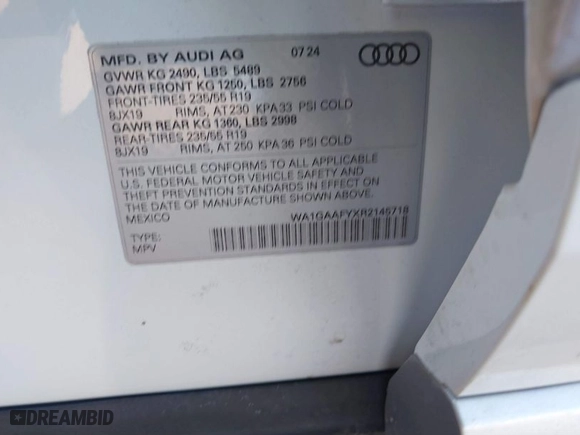 MFD. BY AUDI AG 07 24
GVWR KG 2490, LBS 5489
GAWR FRONT KG 1250, LBS 2756
FRONT-TIRES 235/55 R19
8JX19 RIMS, AT 230 KPA 33 PSI COLD
GAWR REAR KG 1360, LBS 2998
REAR-TIRES 235/55 R19
8JX19 RIMS, AT 250 KPA 36 PSI COLD
THIS VEHICLE CONFORMS TO ALL APPLICABLE
U.S. FEDERAL MOTOR VEHICLE SAFETY AND
THEFT PREVENTION STANDARDS IN EFFECT ON
THE DATE OF MANUFACTURE SHOWN ABOVE.
MEXICO
WA1GAAFYXR2145718
TYPE:
MPV
DREAMBID